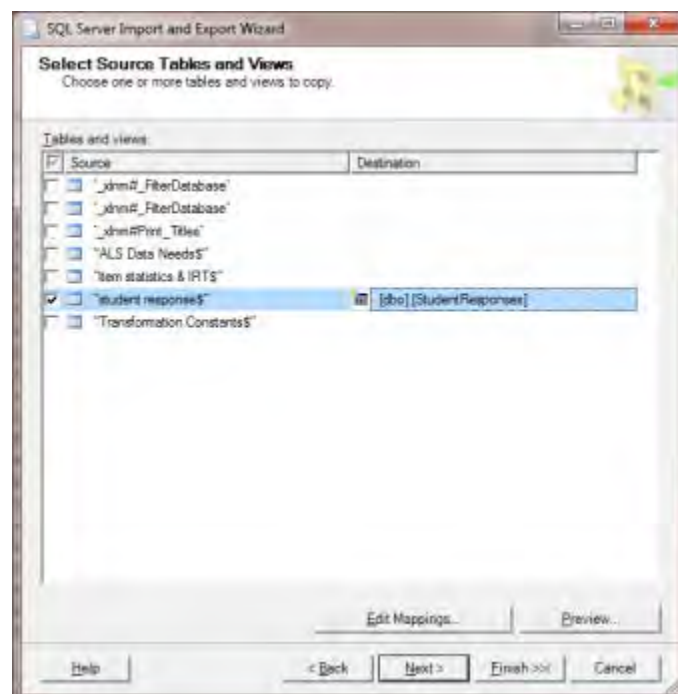 SQL Server Import and Export Wizard
Select Source Tables and Views
Choose one or more tables and views to copy.
Tables and views:
Source Destination
'_xlnm#_FilterDatabase'
'_xlnm#_FilterDatabase'
'_xlnm#Print_Titles'
'ALS Data Needs$'
'Item statistics & IRT$'
'student response$' [dbo].[StudentResponses]
'Transformation Constants$'
Edit Mappings... Preview...
Help < Back Next > Finish >>| Cancel